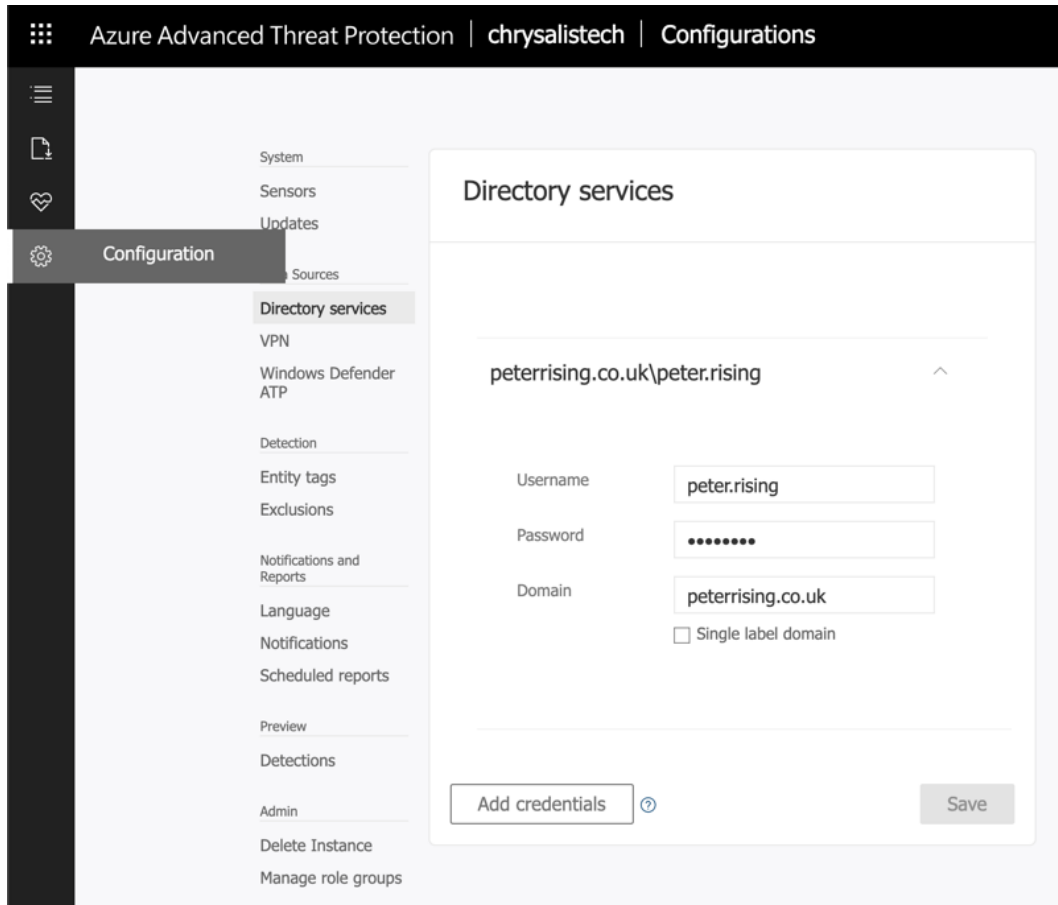 Azure Advanced Threat Protection | chrysalistech | Configurations
System
Sensors
Updates
Configuration
Sources
Directory services
VPN
Windows Defender
ATP
Detection
Entity tags
Exclusions
Notifications and
Reports
Language
Notifications
Scheduled reports
Preview
Detections
Admin
Delete Instance
Manage role groups
Directory services
peterrising.co.uk\peter.rising
Username
peter.rising
Password
••••••••
Domain
peterrising.co.uk
Single label domain
Add credentials
Save